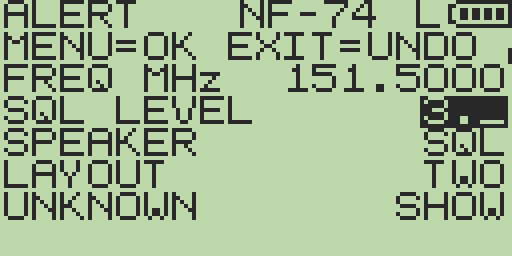 ALERT NF-74 L
MENU=OK EXIT=UNDO
FREQ MHz 151.5000
SQL LEVEL 3._
SPEAKER SQL
LAYOUT TWO
UNKNOWN SHOW